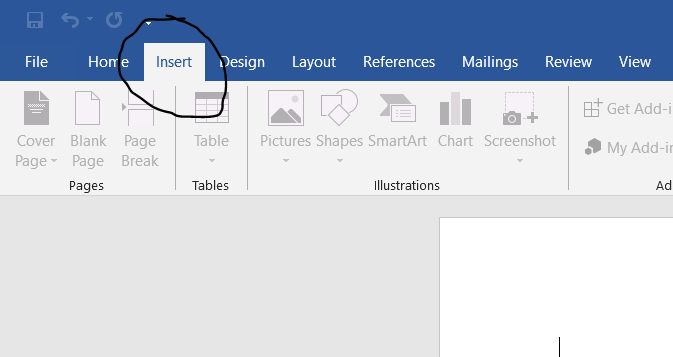 File Home Insert Design Layout References Mailings Review View
Cover Page Blank Page Page Break Table Pictures Shapes SmartArt Chart Screenshot Get Add-i
My Add-in
Pages Tables Illustrations Ad